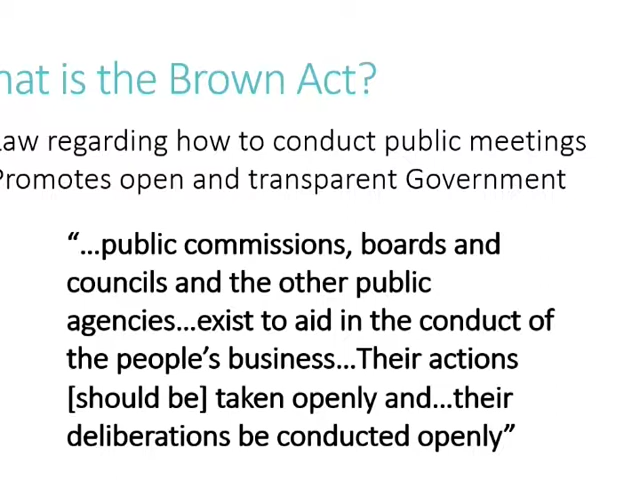 hat is the Brown Act?
Law regarding how to conduct public meetings
Promotes open and transparent Government
“…public commissions, boards and
councils and the other public
agencies…exist to aid in the conduct of
the people’s business…Their actions
[should be] taken openly and…their
deliberations be conducted openly”